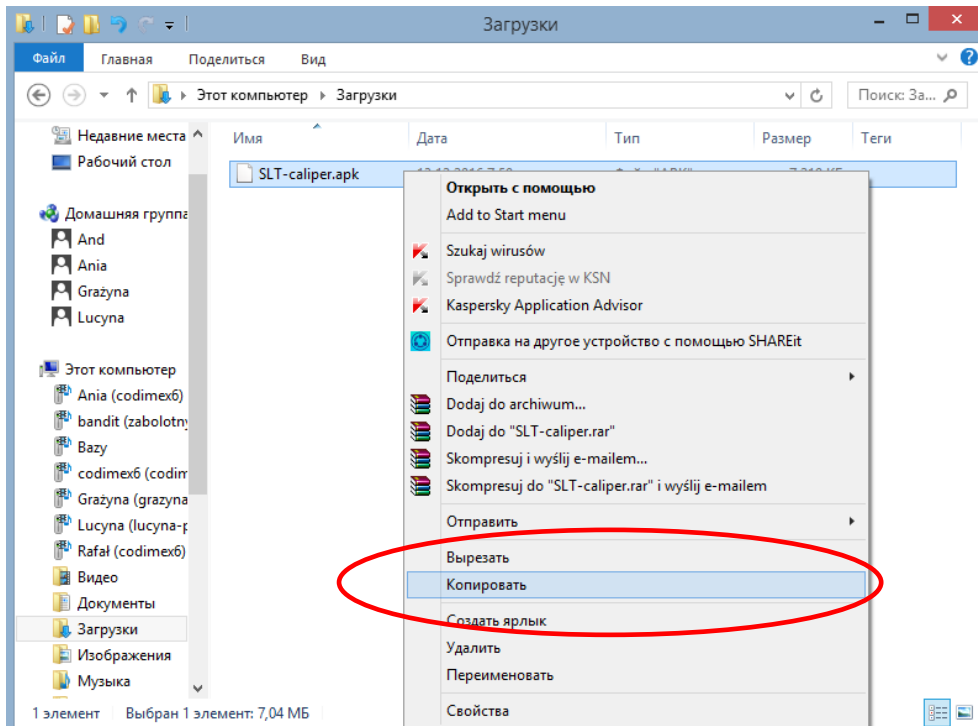 Загрузки
Файл Главная Поделиться Вид
Этот компьютер Загрузки Поиск: За...
Имя Дата Тип Размер Теги
Недавние места
Рабочий стол
Домашняя группа
And
Ania
Grażyna
Lucyna
Этот компьютер
Ania (codimex6)
bandit (zabolotny
Bazy
codimex6 (codim
Grażyna (grazyna
Lucyna (lucyna-p
Rafał (codimex6)
Видео
Документы
Загрузки
Изображения
Музыка
SLT-caliper.apk
Открыть с помощью
Add to Start menu
Szukaj wirusów
Sprawdź reputację w KSN
Kaspersky Application Advisor
Отправка на другое устройство с помощью SHAREit
Поделиться
Dodaj do archiwum...
Dodaj do "SLT-caliper.rar"
Skompresuj i wyślij e-mailem...
Skompresuj do "SLT-caliper.rar" i wyślij e-mailem
Отправить
Вырезать
Копировать
Создать ярлык
Удалить
Переименовать
Свойства
1 элемент Выбран 1 элемент: 7,04 МБ